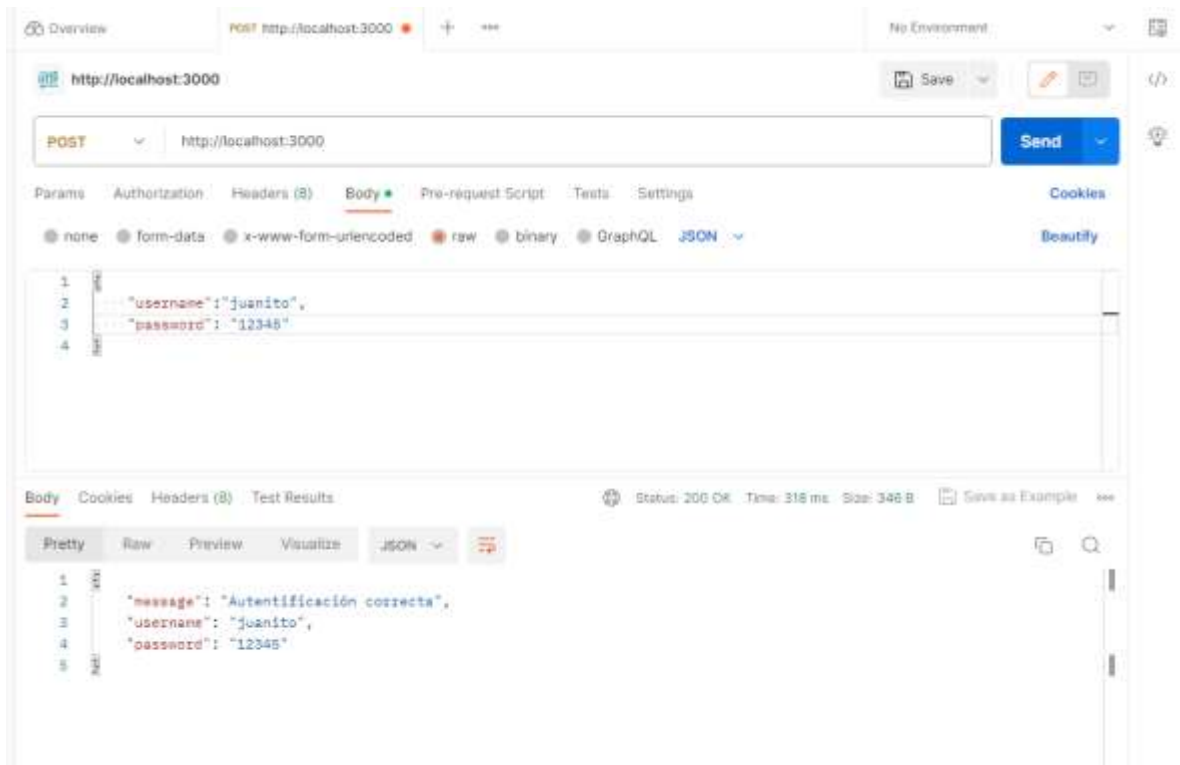 Overview
POST http://localhost:3000
No Environment
http://localhost:3000
Save
POST
http://localhost:3000
Send
Params Authorization Headers (8) Body Pre-request Script Tests Settings Cookies
none form-data x-www-form-urlencoded raw binary GraphQL JSON Beautify
1 {
2 "username":"juanito",
3 "password": "12345"
4 }
Body Cookies Headers (8) Test Results Status: 200 OK Time: 318 ms Size: 346 B Save as Example
Pretty Raw Preview Visualize JSON
1 {
2 "message": "Autentificación correcta",
3 "username": "juanito",
4 "password": "12345"
5 }